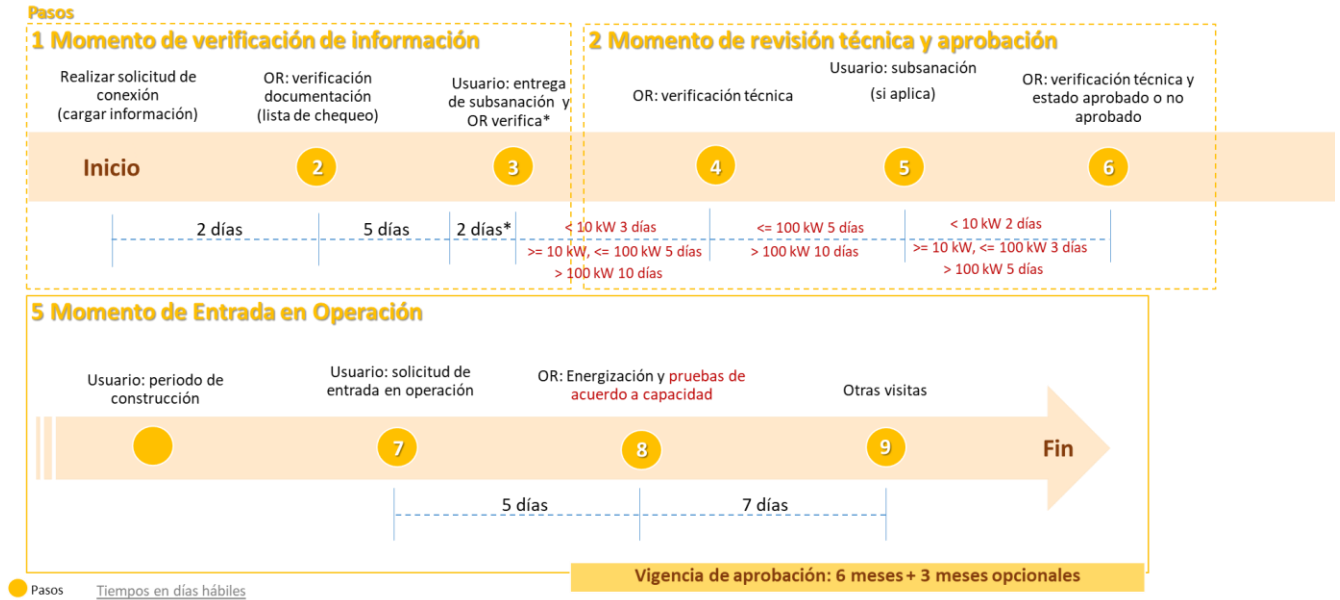 Pasos
1 Momento de verificación de información
2 Momento de revisión técnica y aprobación
Realizar solicitud de
conexión
(cargar información)
OR: verificación
documentación
(lista de chequeo)
Usuario: entrega
de subsanación y
OR verifica*
OR: verificación técnica
Usuario: subsanación
(si aplica)
OR: verificación técnica y
estado aprobado o no
aprobado
Inicio
2
3
4
5
6
2 días
5 días
2 días*
< 10 kW 3 días
>= 10 kW, <= 100 kW 5 días
> 100 kW 10 días
<= 100 kW 5 días
> 100 kW 10 días
< 10 kW 2 días
>= 10 kW, <= 100 kW 3 días
> 100 kW 5 días
5 Momento de Entrada en Operación
Usuario: periodo de
construcción
Usuario: solicitud de
entrada en operación
OR: Energización y pruebas de
acuerdo a capacidad
Otras visitas
7
8
9
Fin
5 días
7 días
Vigencia de aprobación: 6 meses + 3 meses opcionales
Pasos
Tiempos en días hábiles